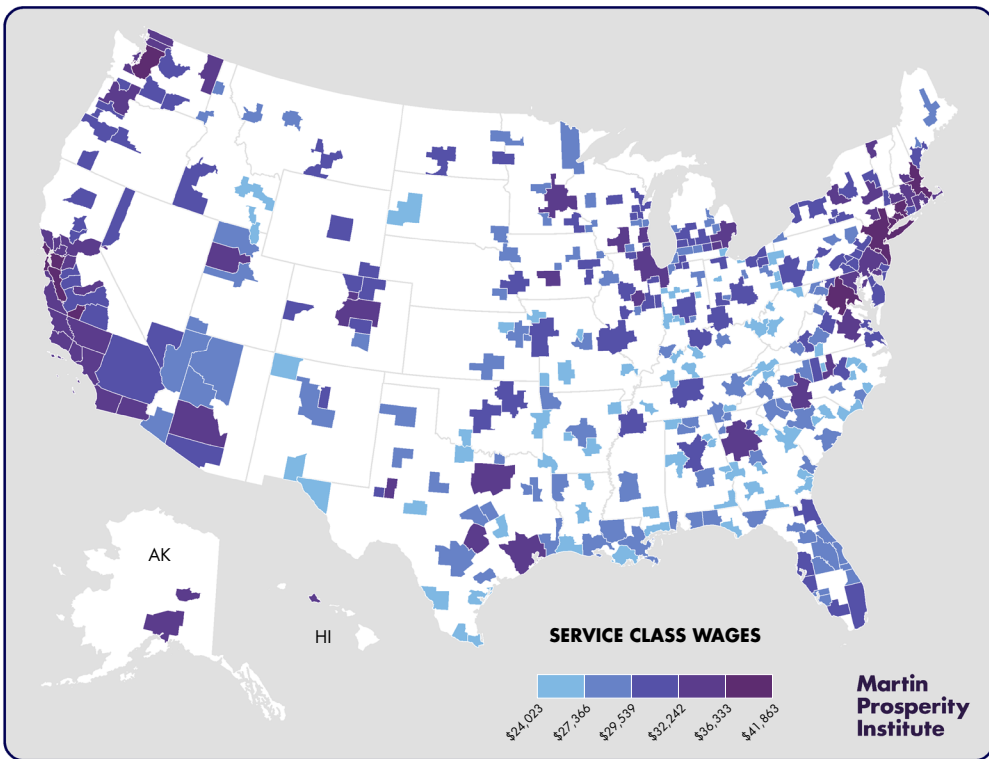 AK
HI
SERVICE CLASS WAGES
$24,023
$27,366
$29,539
$32,242
$36,333
$41,863
Martin
Prosperity
Institute